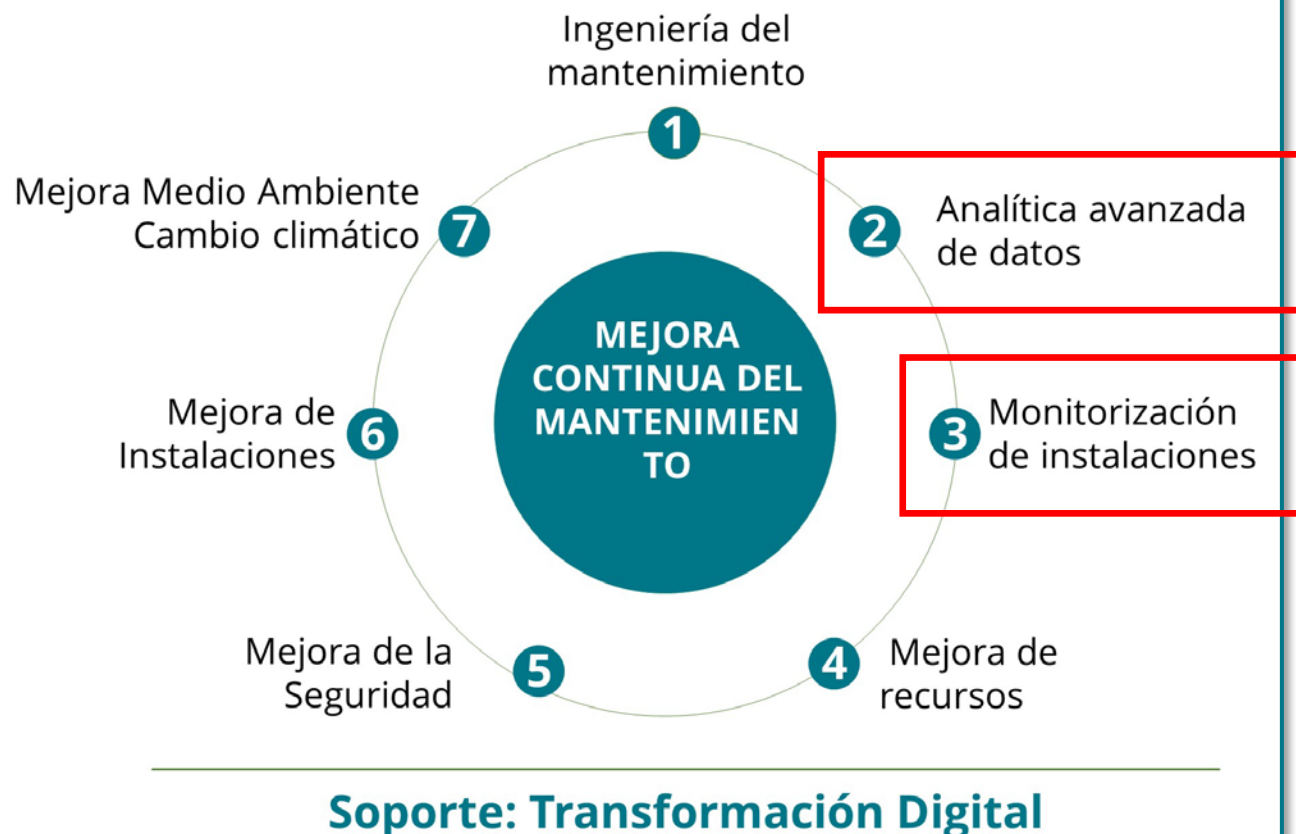 Ingeniería del
mantenimiento
1
Analítica avanzada
de datos
2
Monitorización
de instalaciones
3
Mejora de
recursos
4
Mejora de la
Seguridad
5
Mejora de
Instalaciones
6
Mejora Medio Ambiente
Cambio climático
7
MEJORA
CONTINUA DEL
MANTENIMIEN
TO
Soporte: Transformación Digital